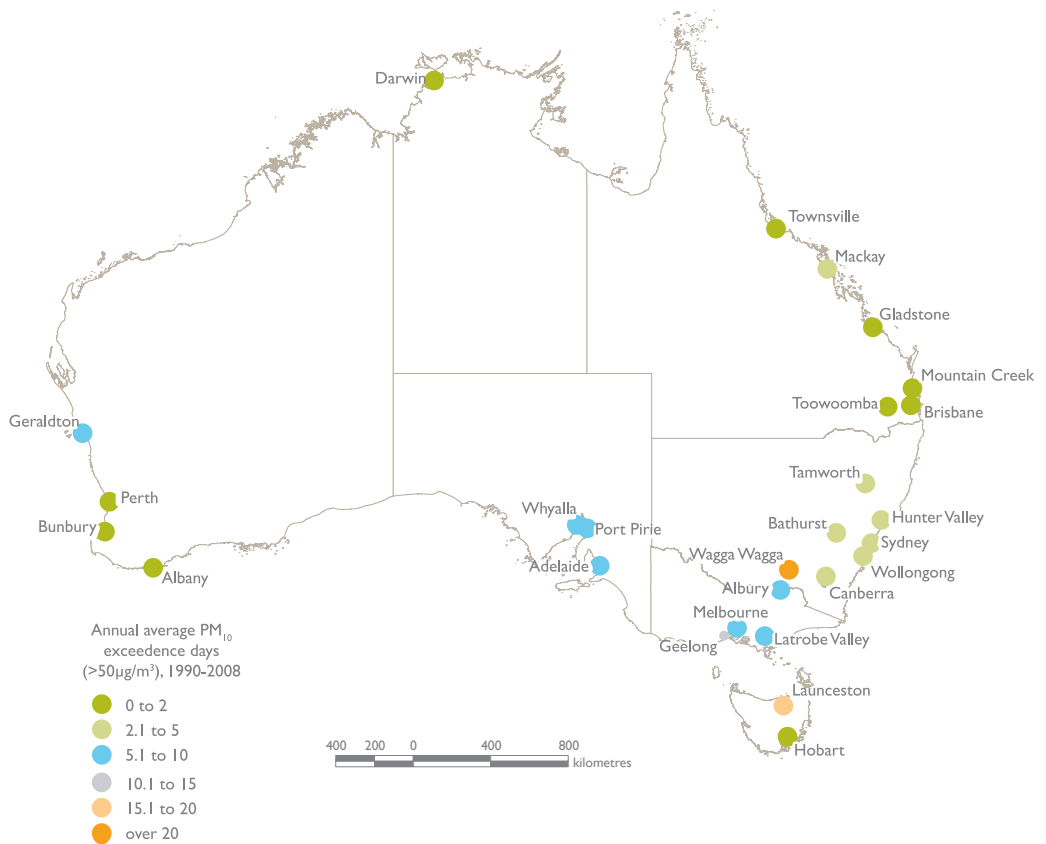 Darwin
Townsville
Mackay
Gladstone
Mountain Creek
Toowoomba
Brisbane
Geraldton
Tamworth
Perth
Whyalla
Hunter Valley
Bunbury
Port Pirie
Bathurst
Sydney
Wagga Wagga
Adelaide
Wollongong
Albany
Albury
Canberra
Melbourne
Geelong
Latrobe Valley
Launceston
Hobart
Annual average PM₁₀
exceedence days
(>50µg/m³), 1990-2008
0 to 2
2.1 to 5
5.1 to 10
10.1 to 15
15.1 to 20
over 20
400 200 0 400 800
kilometres